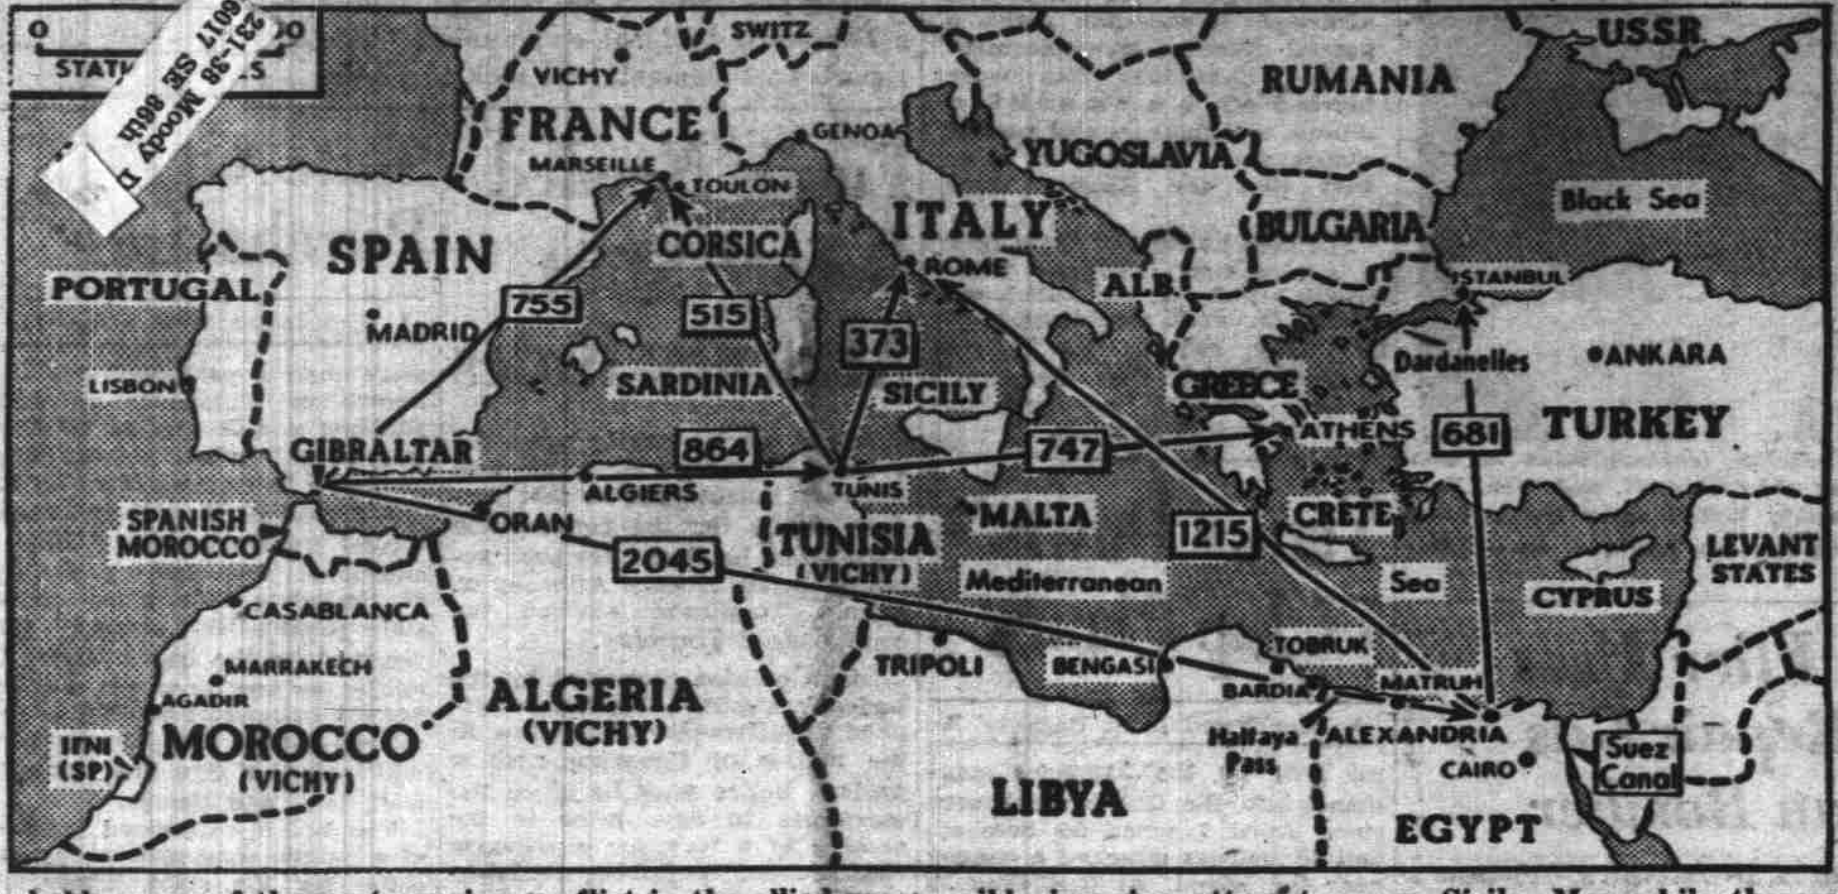 0
STAT
231-38 Moody D
6017 SE 86th
SWITZ
USSR
VICHY
RUMANIA
FRANCE
GENOA
YUGOSLAVIA
MARSEILLE
TOULON
Black Sea
ITALY
BULGARIA
CORSICA
SPAIN
PORTUGAL
ROME
ALB.
ISTANBUL
755
515
MADRID
373
Dardanelles
ANKARA
LISBON
SARDINIA
SICILY
GREECE
TURKEY
ATHENS
681
GIBRALTAR
864
747
ALGIERS
TUNIS
SPANISH
MOROCCO
ORAN
MALTA
CRETE
TUNISIA
(VICHY)
1215
2045
LEVANT
STATES
Mediterranean
Sea
CYPRUS
CASABLANCA
TOBRUK
MARRAKECH
TRIPOLI
BENGASI
BARDIA
MATRUH
AGADIR
ALGERIA
(VICHY)
MOROCCO
(VICHY)
IFNI
(SP)
Halfaya
Pass
ALEXANDRIA
CAIRO
Suez
Canal
LIBYA
EGYPT